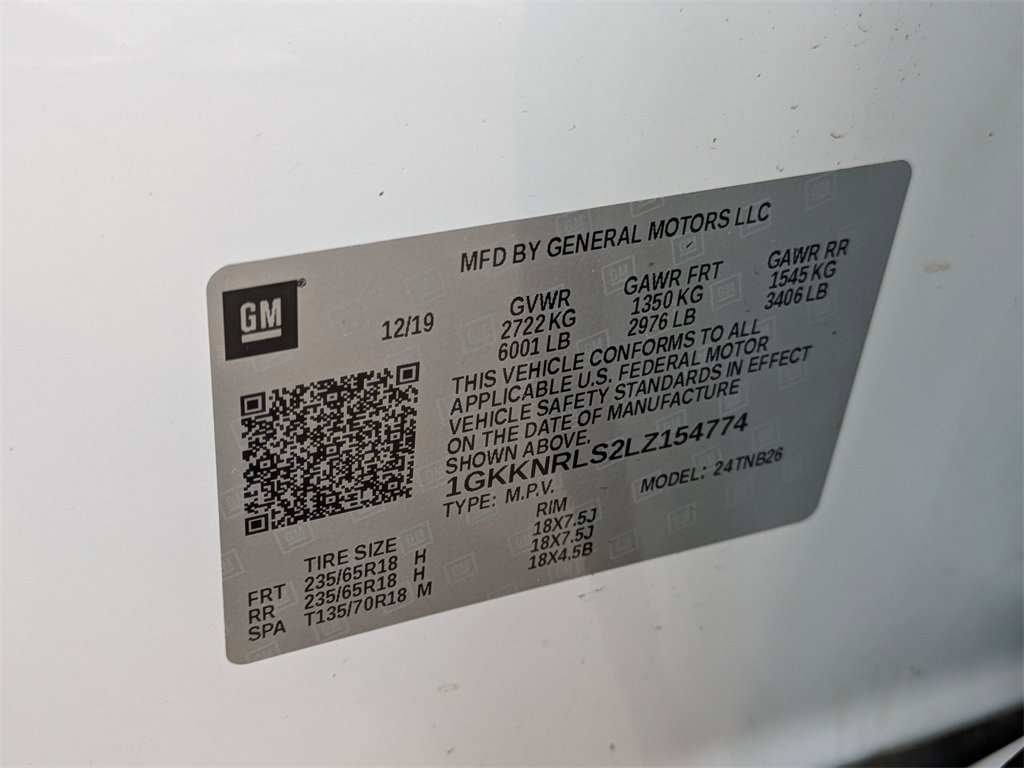 MFD BY GENERAL MOTORS LLC
GM
®
12/19
GVWR
2722 KG
6001 LB
GAWR FRT
1350 KG
2976 LB
GAWR RR
1545 KG
3406 LB
THIS VEHICLE CONFORMS TO ALL
APPLICABLE U.S. FEDERAL MOTOR
VEHICLE SAFETY STANDARDS IN EFFECT
ON THE DATE OF MANUFACTURE
SHOWN ABOVE.
1GKKNRLS2LZ154774
TYPE: M.P.V.
MODEL: 24TNB26
TIRE SIZE
RIM
FRT 235/65R18 H 18X7.5J
RR 235/65R18 H 18X7.5J
SPA T135/70R18 M 18X4.5B